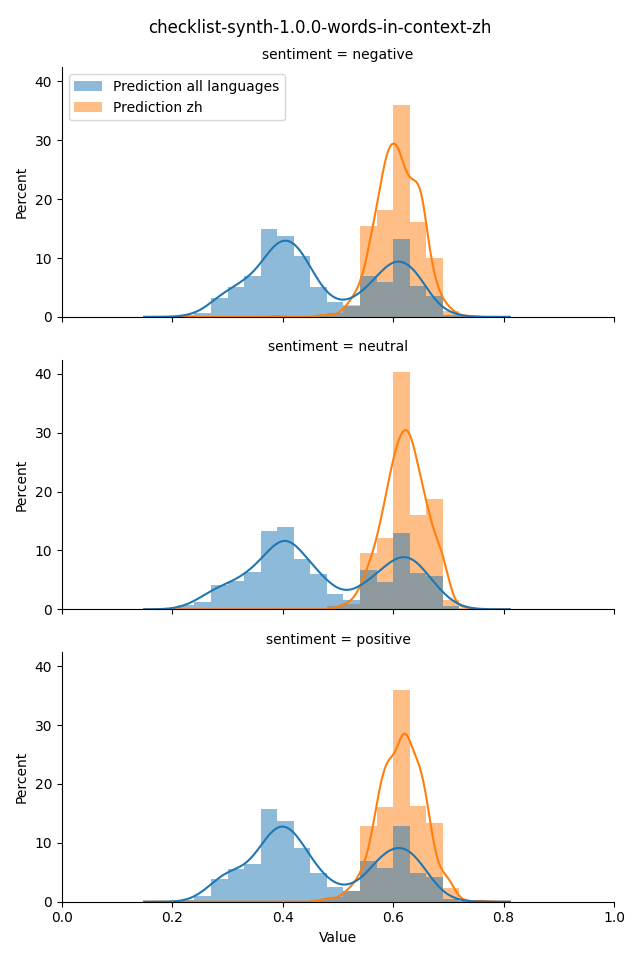 checklist-synth-1.0.0-words-in-context-zh
sentiment = negative
Prediction all languages
Prediction zh
Percent
40
30
20
10
0
sentiment = neutral
Percent
40
30
20
10
0
sentiment = positive
Percent
40
30
20
10
0
0.0 0.2 0.4 0.6 0.8 1.0
Value